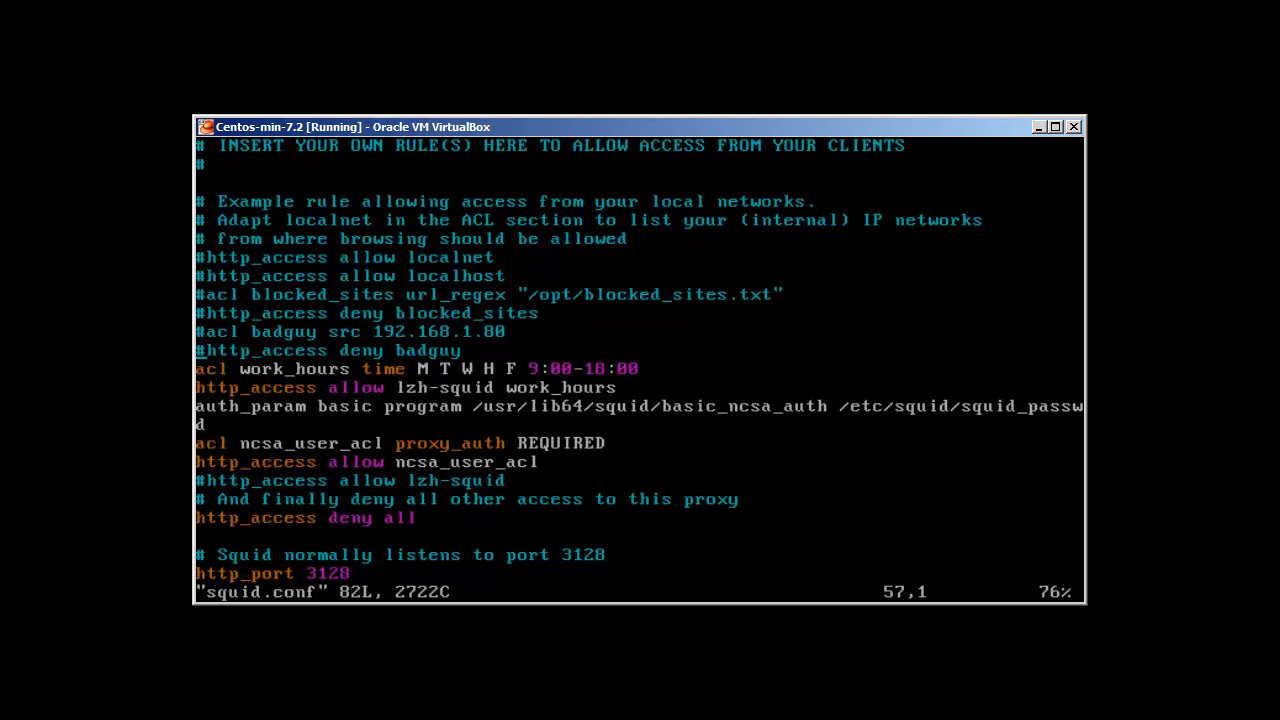 Centos-min-7.2 [Running] - Oracle VM VirtualBox
# INSERT YOUR OWN RULE(S) HERE TO ALLOW ACCESS FROM YOUR CLIENTS
#
# Example rule allowing access from your local networks.
# Adapt localnet in the ACL section to list your (internal) IP networks
# from where browsing should be allowed
#http_access allow localnet
#http_access allow localhost
#acl blocked_sites url_regex "/opt/blocked_sites.txt"
#http_access deny blocked_sites
#acl badguy src 192.168.1.80
#http_access deny badguy
acl work_hours time M T W H F 9:00-18:00
http_access allow lzh-squid work_hours
auth_param basic program /usr/lib64/squid/basic_ncsa_auth /etc/squid/squid_passw
d
acl ncsa_user_acl proxy_auth REQUIRED
http_access allow ncsa_user_acl
#http_access allow lzh-squid
# And finally deny all other access to this proxy
http_access deny all
# Squid normally listens to port 3128
http_port 3128
"squid.conf" 82L, 2722C 57,1 76%